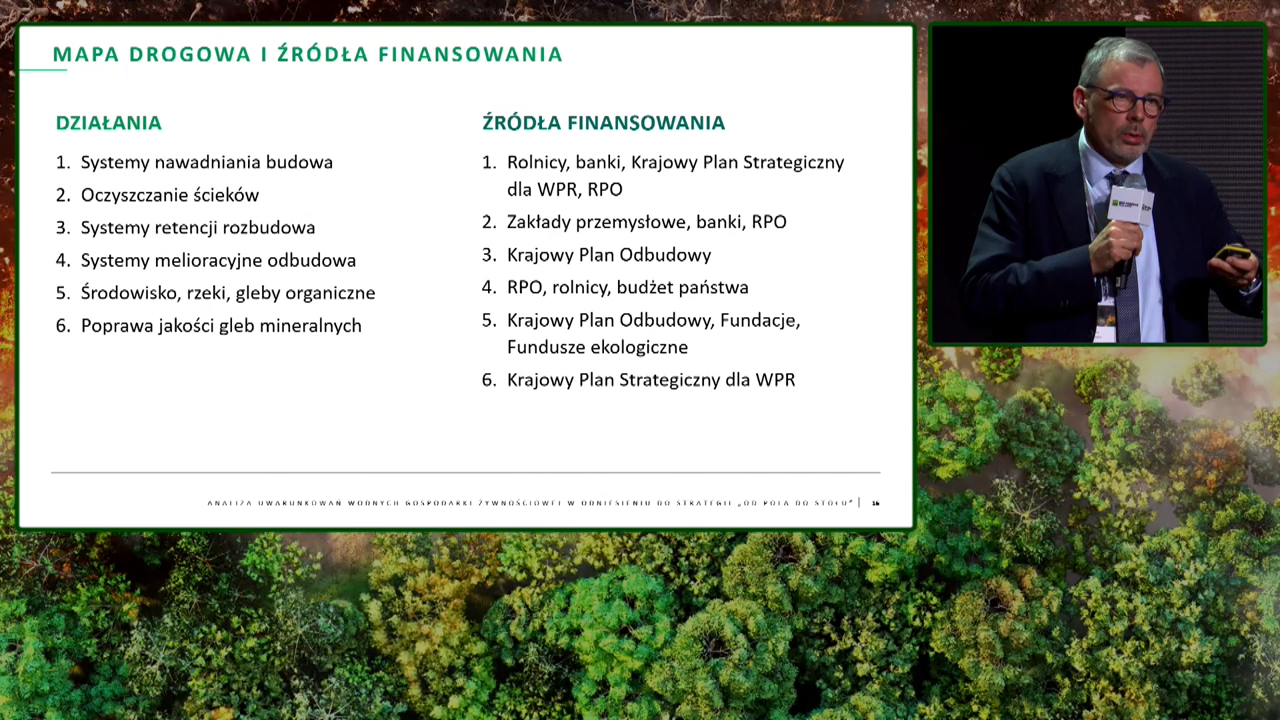 MAPA DROGOWA I ŹRÓDŁA FINANSOWANIA
DZIAŁANIA
1. Systemy nawadniania budowa
2. Oczyszczanie ścieków
3. Systemy retencji rozbudowa
4. Systemy melioracyjne odbudowa
5. Środowisko, rzeki, gleby organiczne
6. Poprawa jakości gleb mineralnych
ŹRÓDŁA FINANSOWANIA
1. Rolnicy, banki, Krajowy Plan Strategiczny
dla WPR, RPO
2. Zakłady przemysłowe, banki, RPO
3. Krajowy Plan Odbudowy
4. RPO, rolnicy, budżet państwa
5. Krajowy Plan Odbudowy, Fundacje,
Fundusze ekologiczne
6. Krajowy Plan Strategiczny dla WPR
ANALIZA UWARUNKOWAŃ WODNYCH GOSPODARKI ŻYWNOŚCIOWEJ W ODNIESIENIU DO STRATEGII „OD POLA DO STOŁU” | 16